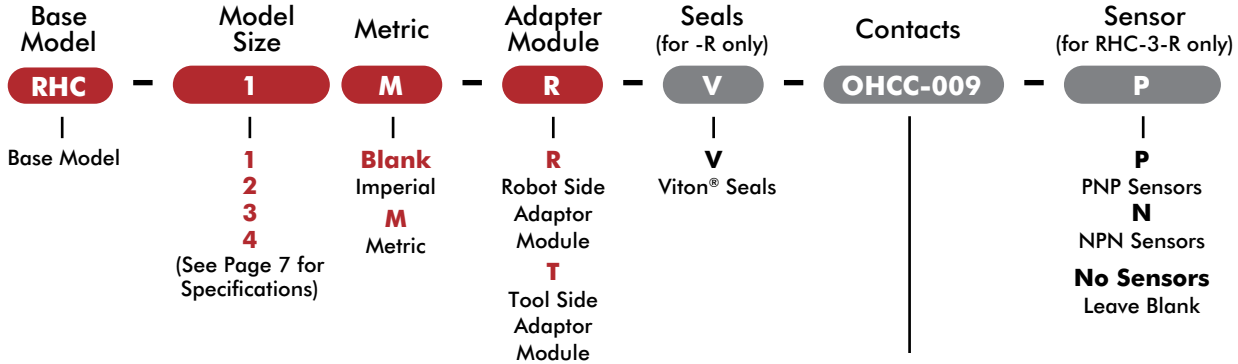 Base Model
Model Size
Metric
Adapter Module
Seals
(for -R only)
Contacts
Sensor
(for RHC-3-R only)
RHC – 1 M – R – V – OHCC-009 – P
Base Model
1
2
3
4
(See Page 7 for
Specifications)
Blank
Imperial
M
Metric
R
Robot Side
Adaptor
Module
T
Tool Side
Adaptor
Module
V
Viton® Seals
P
PNP Sensors
N
NPN Sensors
No Sensors
Leave Blank